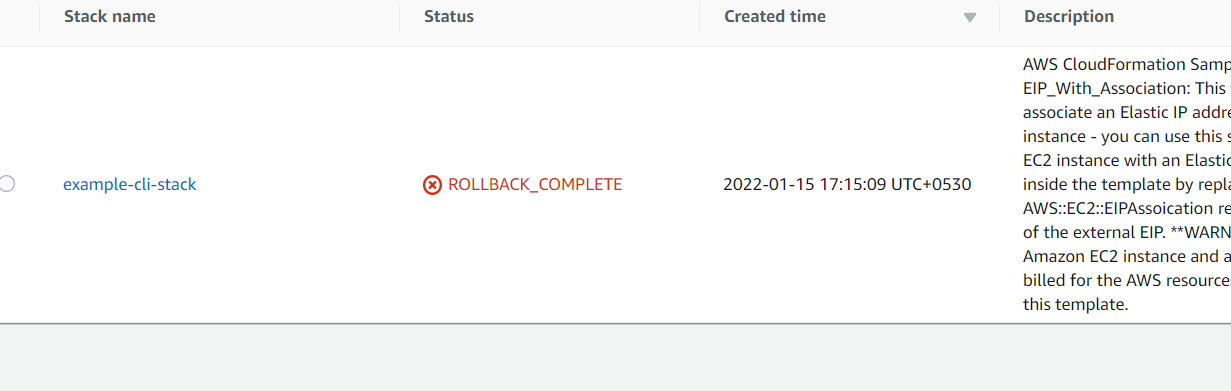 Stack name Status Created time Description
example-cli-stack ROLLBACK_COMPLETE 2022-01-15 17:15:09 UTC+0530
AWS CloudFormation Samp
EIP_With_Association: This
associate an Elastic IP addre
instance - you can use this s
EC2 instance with an Elastic
inside the template by repla
AWS::EC2::EIPAssoication re
of the external EIP. **WARN
Amazon EC2 instance and a
billed for the AWS resource
this template.